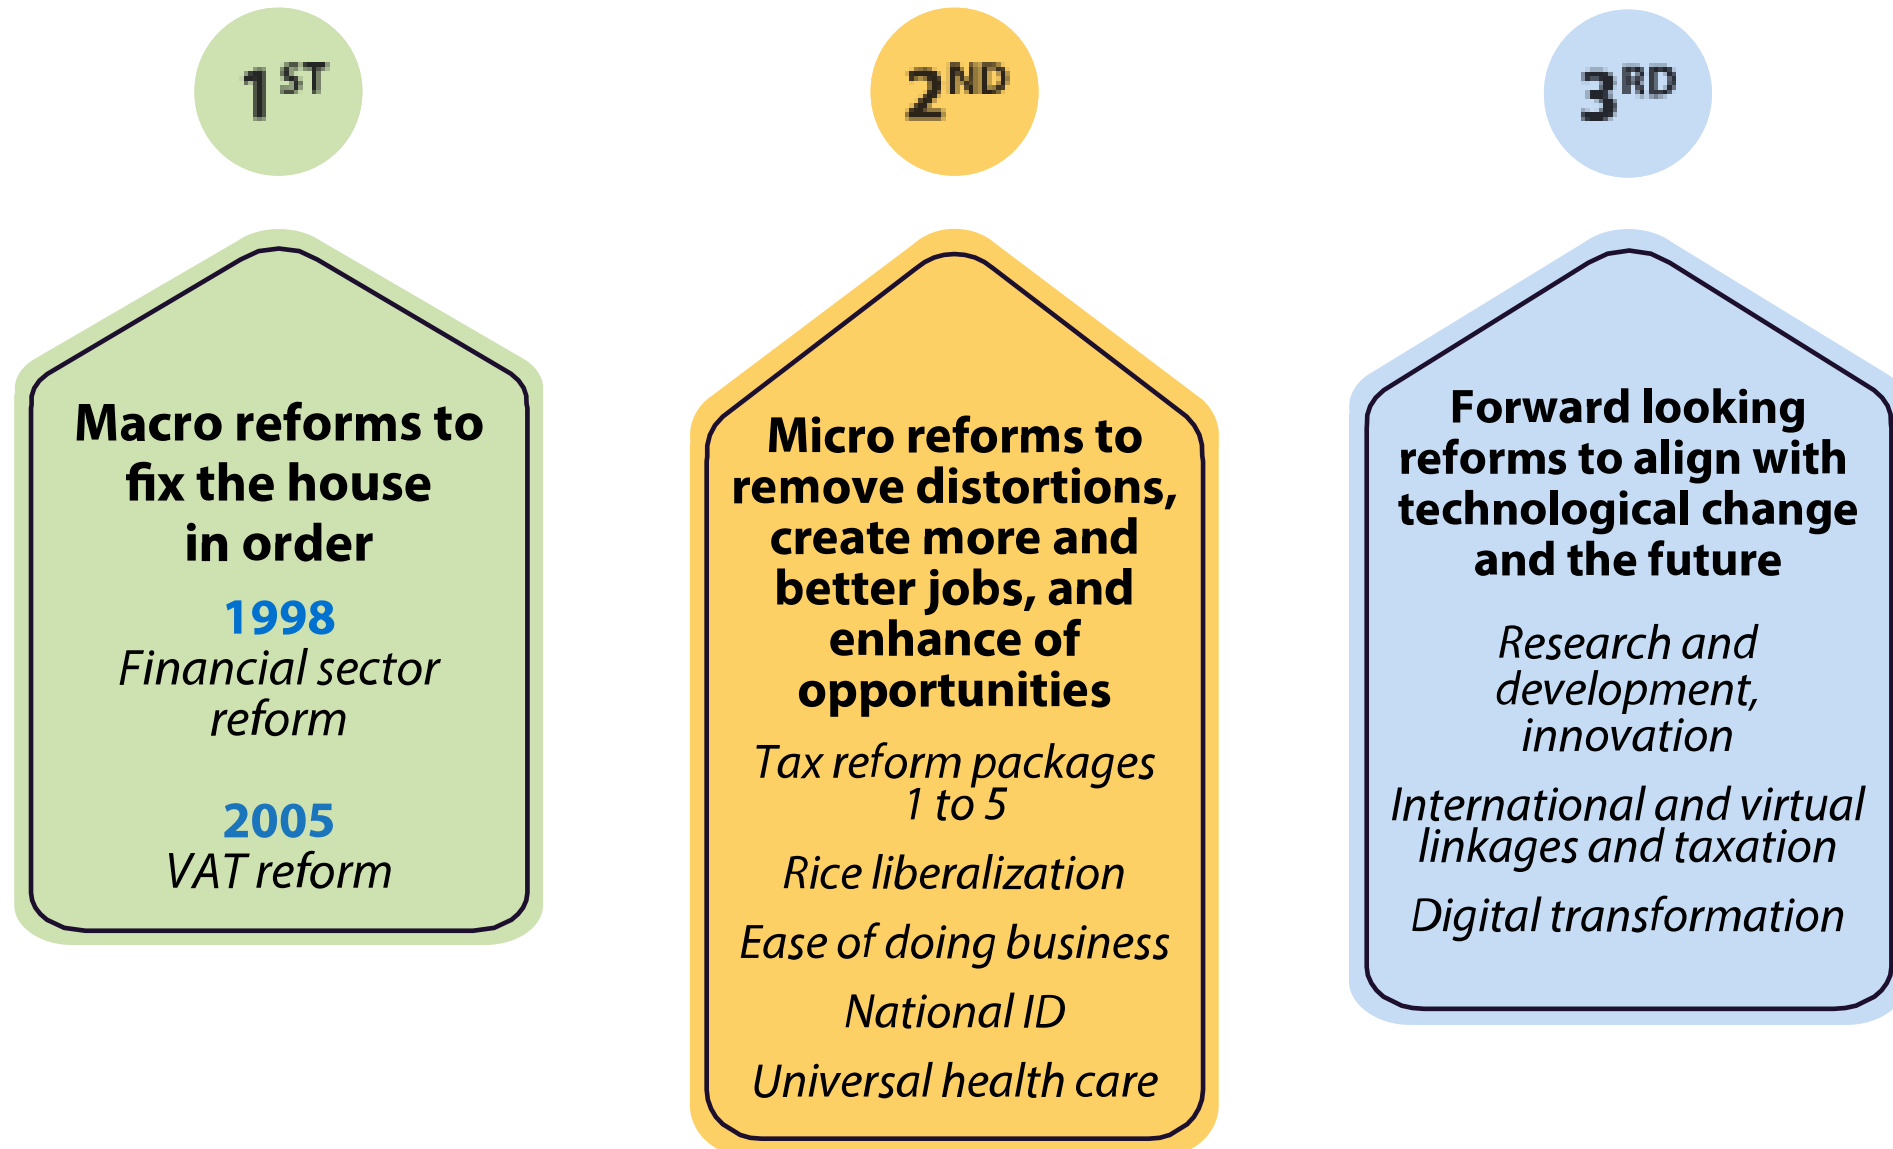 1ST
Macro reforms to
fix the house
in order
1998
Financial sector
reform
2005
VAT reform
2ND
Micro reforms to
remove distortions,
create more and
better jobs, and
enhance of
opportunities
Tax reform packages
1 to 5
Rice liberalization
Ease of doing business
National ID
Universal health care
3RD
Forward looking
reforms to align with
technological change
and the future
Research and
development,
innovation
International and virtual
linkages and taxation
Digital transformation